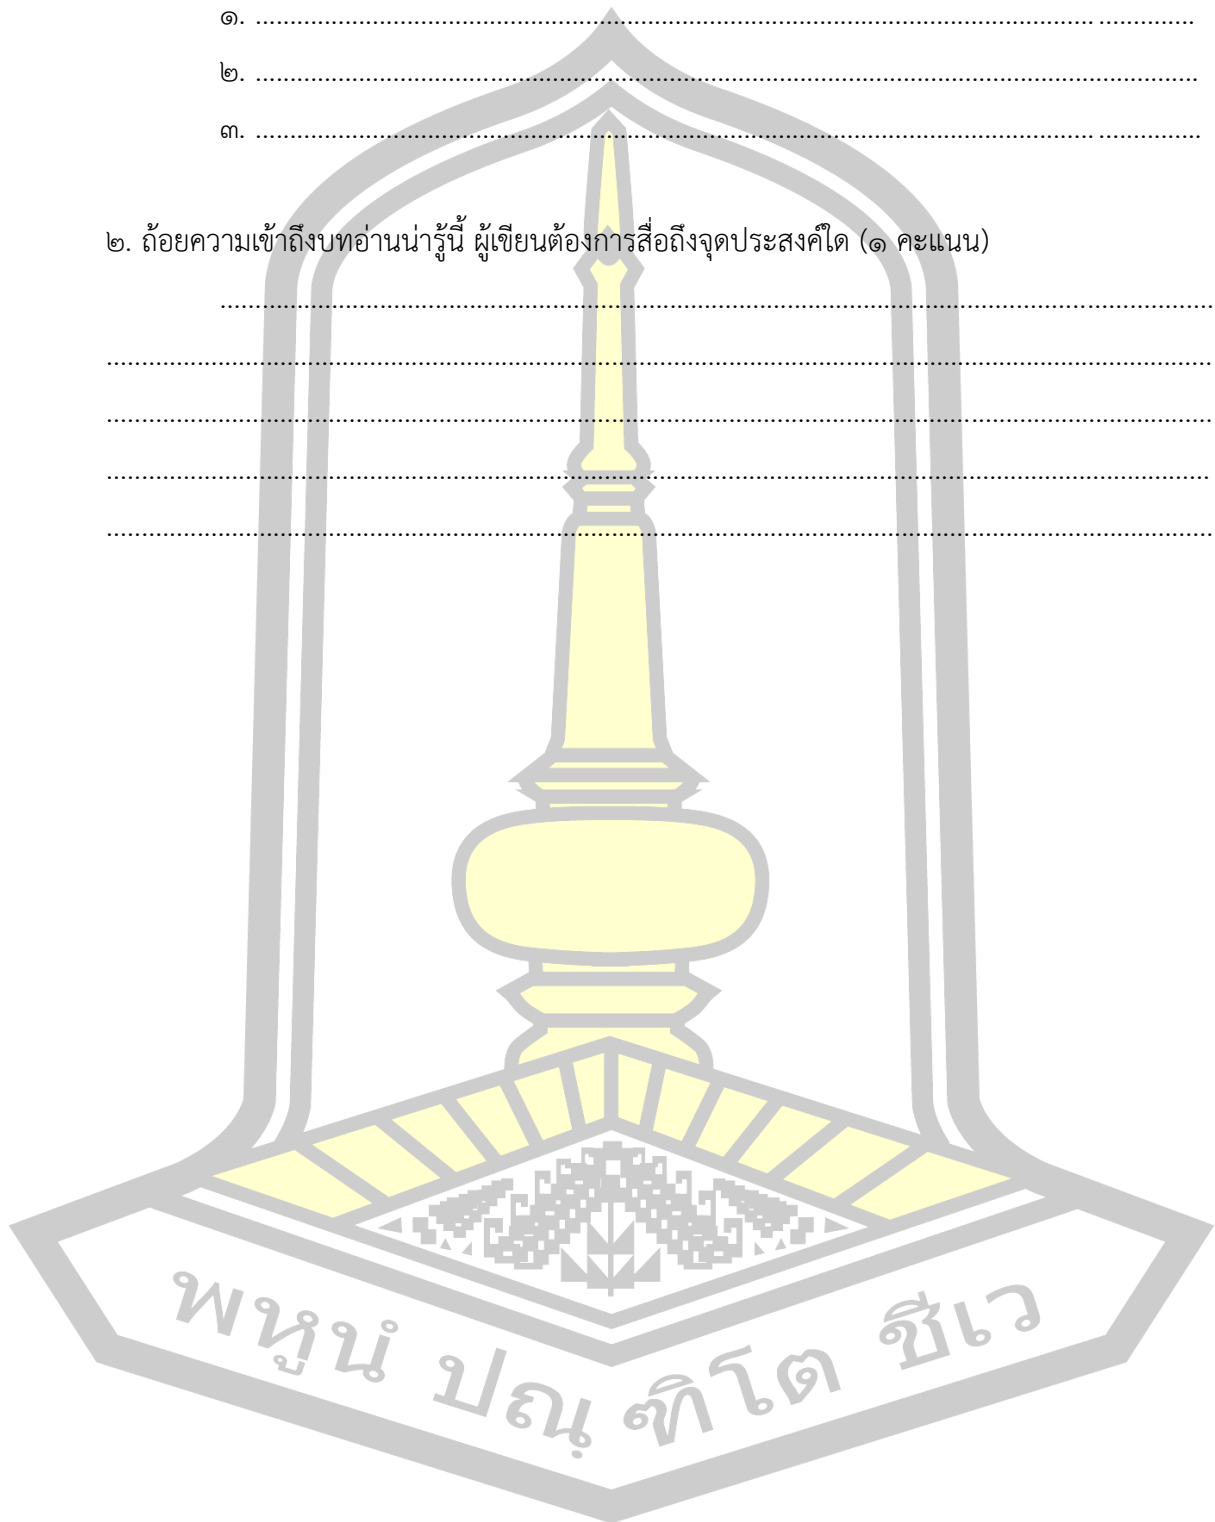 ๑. ........................................................................................................................ ..............
๒. .......................................................................................................................................
๓. ........................................................................................................................ ...............
๒. ถ้อยความเข้าถึงบทอ่านน่ารู้นี้ ผู้เขียนต้องการสื่อถึงจุดประสงค์ใด (๑ คะแนน)
..............................................................................................................................................
..............................................................................................................................................................
..............................................................................................................................................................
..............................................................................................................................................................
..............................................................................................................................................................
พหูนํ ปณฺ ฑิโต ชีเว